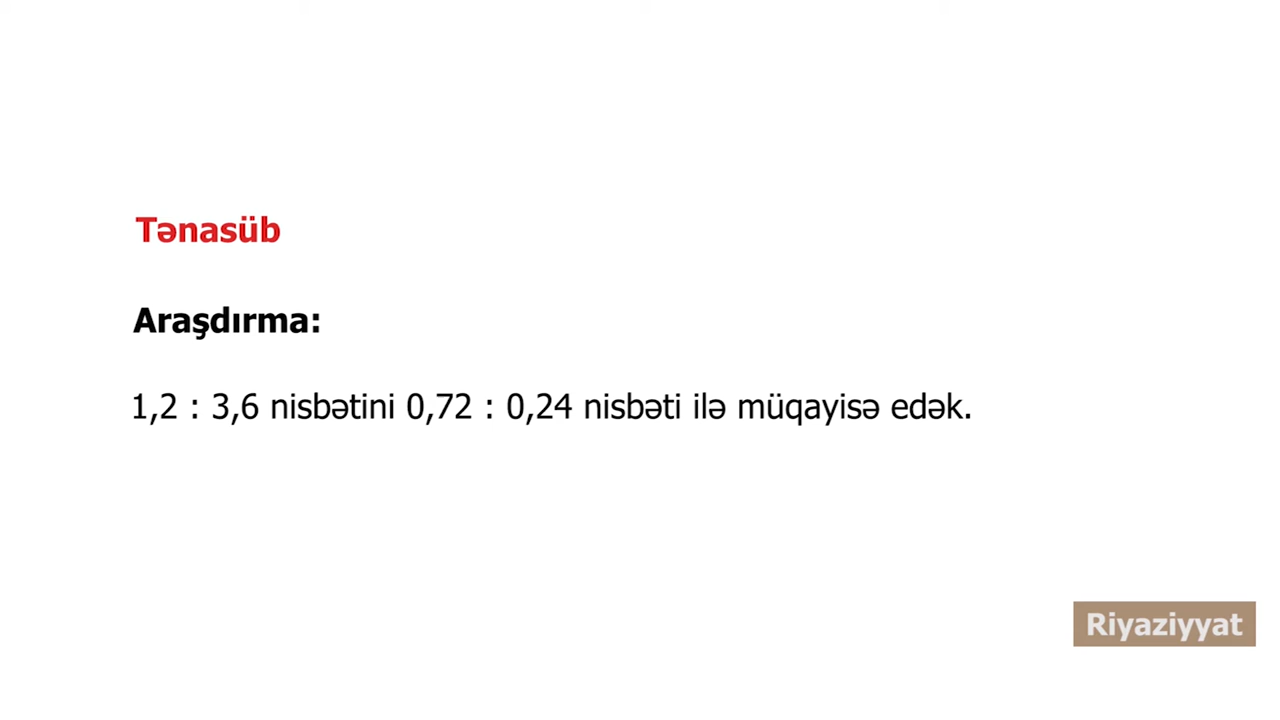 Tənasüb
Araşdırma:
1,2 : 3,6 nisbətini 0,72 : 0,24 nisbəti ilə müqayisə edək.
Riyaziyyat